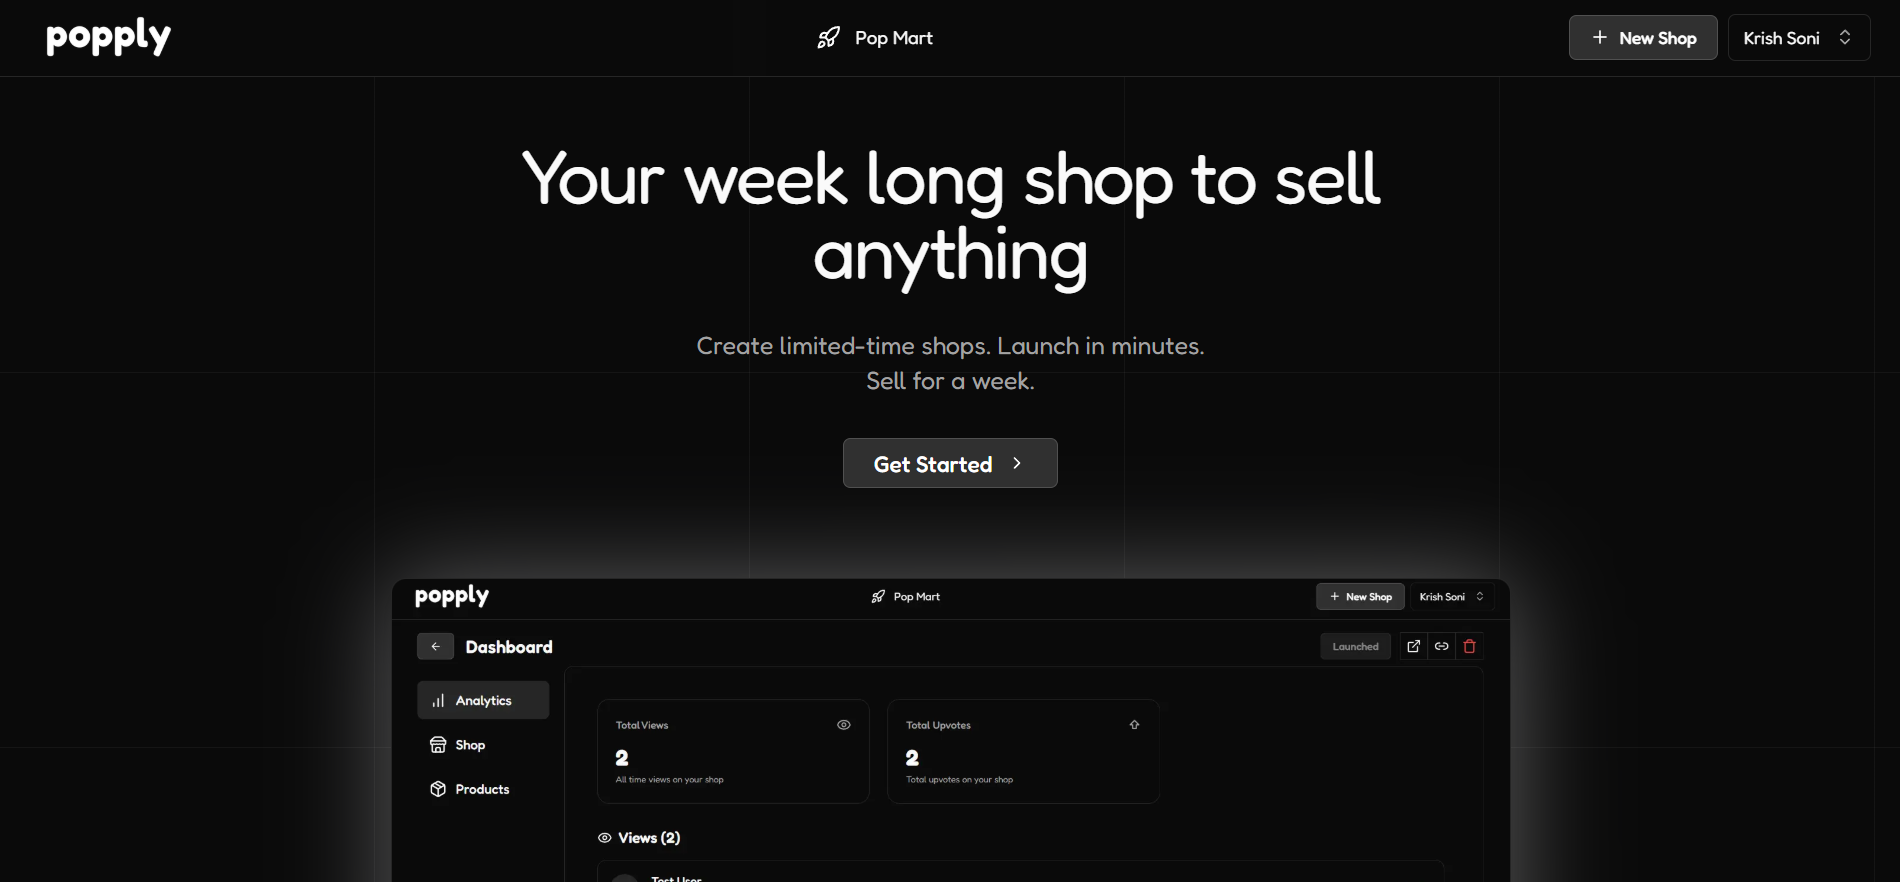 popply
Pop Mart
New Shop
Krish Soni
Your week long shop to sell
anything
Create limited-time shops. Launch in minutes.
Sell for a week.
Get Started
popply
Pop Mart
New Shop
Krish Soni
Dashboard
Launched
Analytics
Shop
Products
Total Views
2
All time views on your shop
Total Upvotes
2
Total upvotes on your shop
Views (2)
Test User